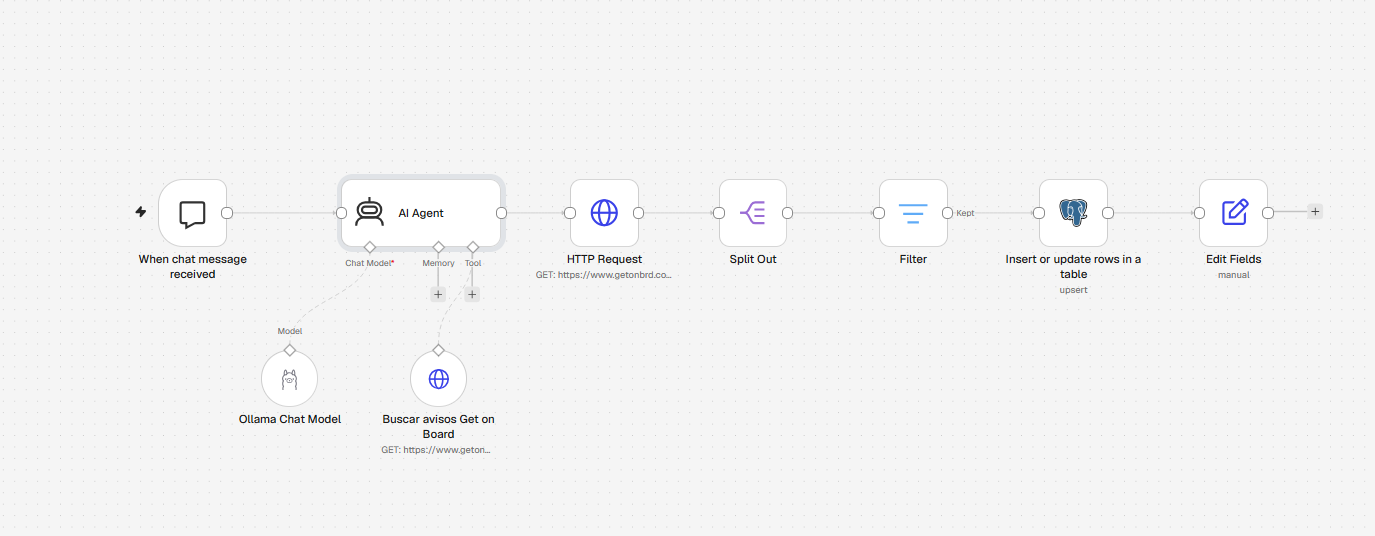 When chat message
received
AI Agent
Chat Model*
Memory
Tool
Model
Ollama Chat Model
Buscar avisos Get on
Board
GET: https://www.geton...
HTTP Request
GET: https://www.getonbrd.co...
Split Out
Filter
Kept
Insert or update rows in a
table
upsert
Edit Fields
manual